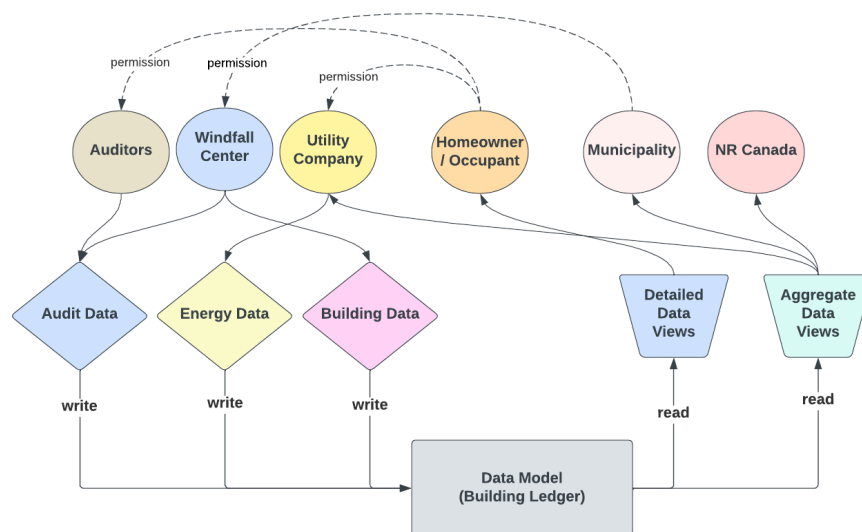 permission
permission
permission
Auditors
Windfall
Center
Utility
Company
Homeowner
/ Occupant
Municipality
NR Canada
Audit Data
Energy Data
Building Data
Detailed
Data
Views
Aggregate
Data
Views
write
write
write
read
read
Data Model
(Building Ledger)